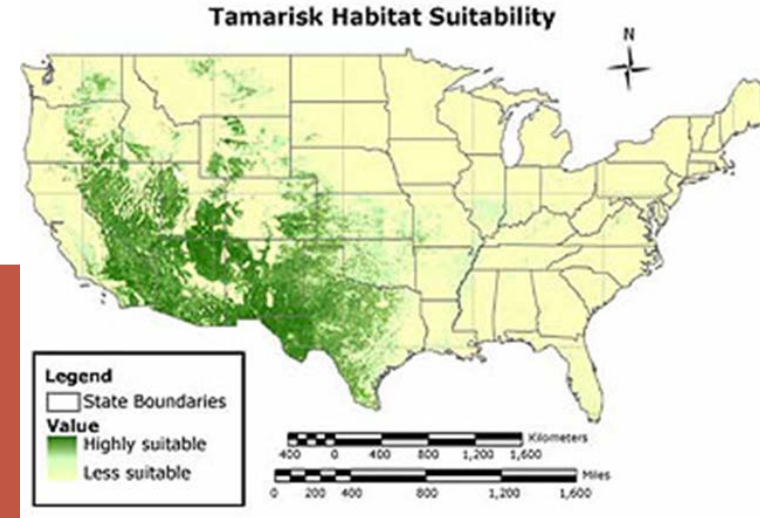 Tamarisk Habitat Suitability
N
Legend
State Boundaries
Value
Highly suitable
Less suitable
Kilometers
400 0 400 800 1,200 1,600
Miles
0 200 400 800 1,200 1,600